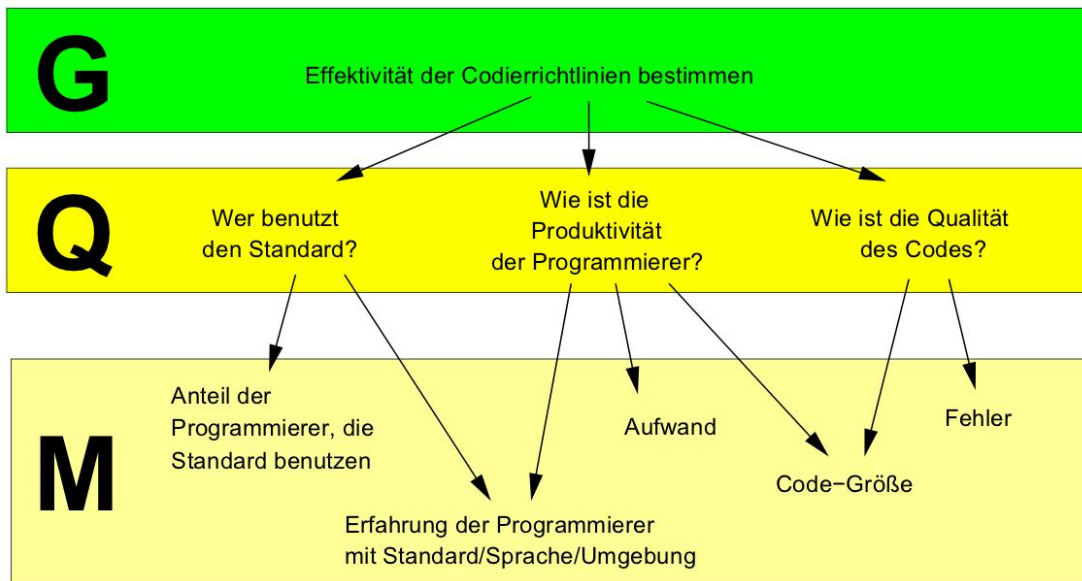 G
Effektivität der Codierrichtlinien bestimmen
Q
Wer benutzt
den Standard?
Wie ist die
Produktivität
der Programmierer?
Wie ist die Qualität
des Codes?
M
Anteil der
Programmierer, die
Standard benutzen
Erfahrung der Programmierer
mit Standard/Sprache/Umgebung
Aufwand
Code−Größe
Fehler